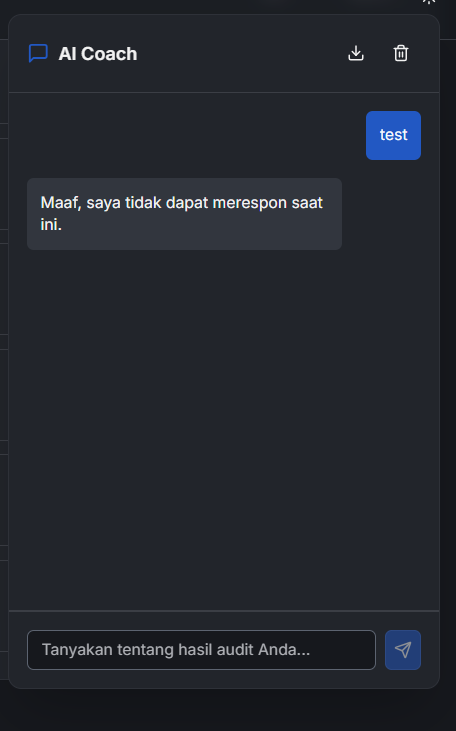 AI Coach
test
Maaf, saya tidak dapat merespon saat
ini.
Tanyakan tentang hasil audit Anda...